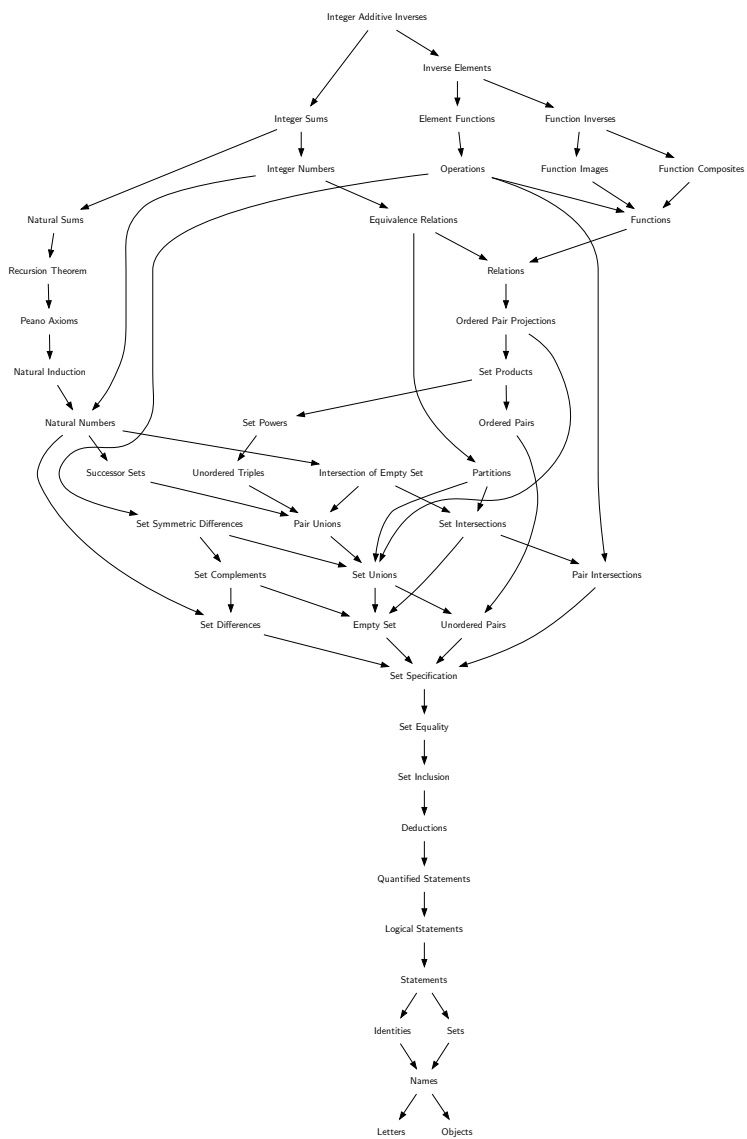 Integer Additive Inverses
Inverse Elements
Integer Sums
Element Functions
Function Inverses
Integer Numbers
Operations
Function Images
Function Composites
Natural Sums
Equivalence Relations
Functions
Recursion Theorem
Relations
Peano Axioms
Ordered Pair Projections
Natural Induction
Set Products
Natural Numbers
Set Powers
Ordered Pairs
Successor Sets
Unordered Triples
Intersection of Empty Set
Partitions
Set Symmetric Differences
Pair Unions
Set Intersections
Set Complements
Set Unions
Pair Intersections
Set Differences
Empty Set
Unordered Pairs
Set Specification
Set Equality
Set Inclusion
Deductions
Quantified Statements
Logical Statements
Statements
Identities
Sets
Names
Letters
Objects